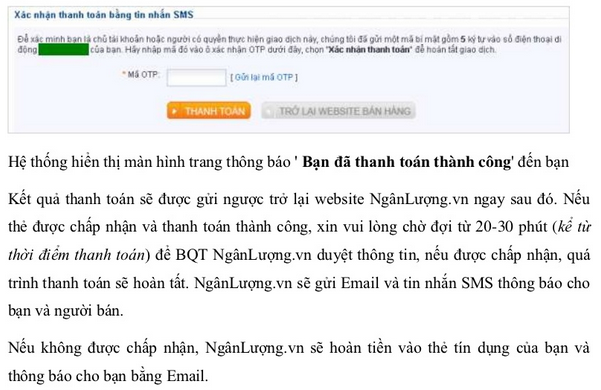 Xác nhận thanh toán bằng tin nhắn SMS
Để xác minh bạn là chủ tài khoản hoặc người có quyền thực hiện giao dịch này, chúng tôi đã gửi một mã bí mật gồm 5 ký tự vào số điện thoại di
động của bạn. Hãy nhập mã đó vào ô xác nhận OTP dưới đây, chọn "Xác nhận thanh toán" để hoàn tất giao dịch.
* Mã OTP: [ Gửi lại mã OTP ]
THANH TOÁN TRỞ LẠI WEBSITE BÁN HÀNG
Hệ thống hiển thị màn hình trang thông báo ' Bạn đã thanh toán thành công' đến bạn
Kết quả thanh toán sẽ được gửi ngược trở lại website NgânLượng.vn ngay sau đó. Nếu
thẻ được chấp nhận và thanh toán thành công, xin vui lòng chờ đợi từ 20-30 phút (kể từ
thời điểm thanh toán) để BQT NgânLượng.vn duyệt thông tin, nếu được chấp nhận, quá
trình thanh toán sẽ hoàn tất. NgânLượng.vn sẽ gửi Email và tin nhắn SMS thông báo cho
bạn và người bán.
Nếu không được chấp nhận, NgânLượng.vn sẽ hoàn tiền vào thẻ tín dụng của bạn và
thông báo cho bạn bằng Email.